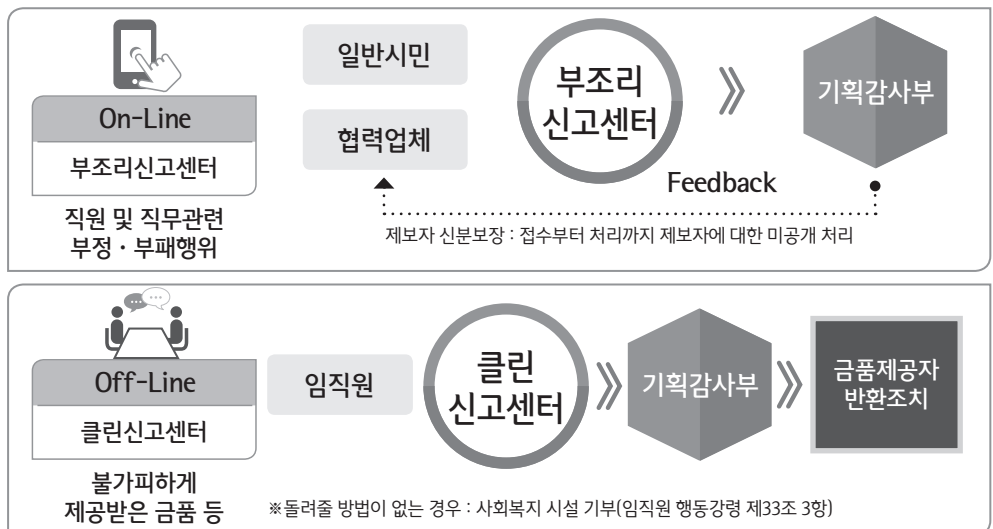 On-Line
부조리신고센터
직원 및 직무관련
부정·부패행위
일반시민
협력업체
부조리
신고센터
기획감사부
Feedback
제보자 신분보장 : 접수부터 처리까지 제보자에 대한 미공개 처리
Off-Line
클린신고센터
불가피하게
제공받은 금품 등
임직원
클린
신고센터
기획감사부
금품제공자
반환조치
※돌려줄 방법이 없는 경우 : 사회복지 시설 기부(임직원 행동강령 제33조 3항)